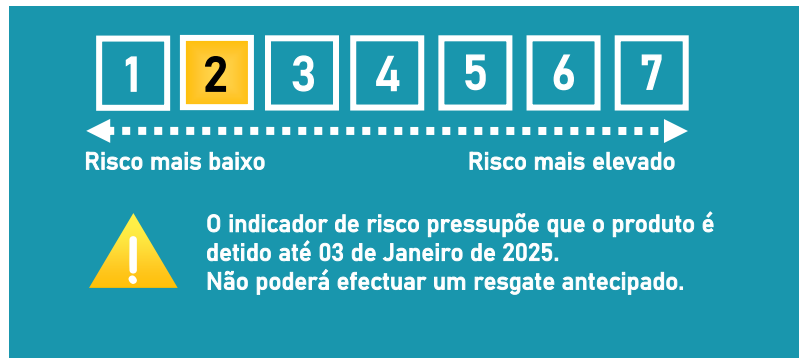 1 2 3 4 5 6 7
Risco mais baixo Risco mais elevado
O indicador de risco pressupõe que o produto é
detido até 03 de Janeiro de 2025.
Não poderá efectuar um resgate antecipado.